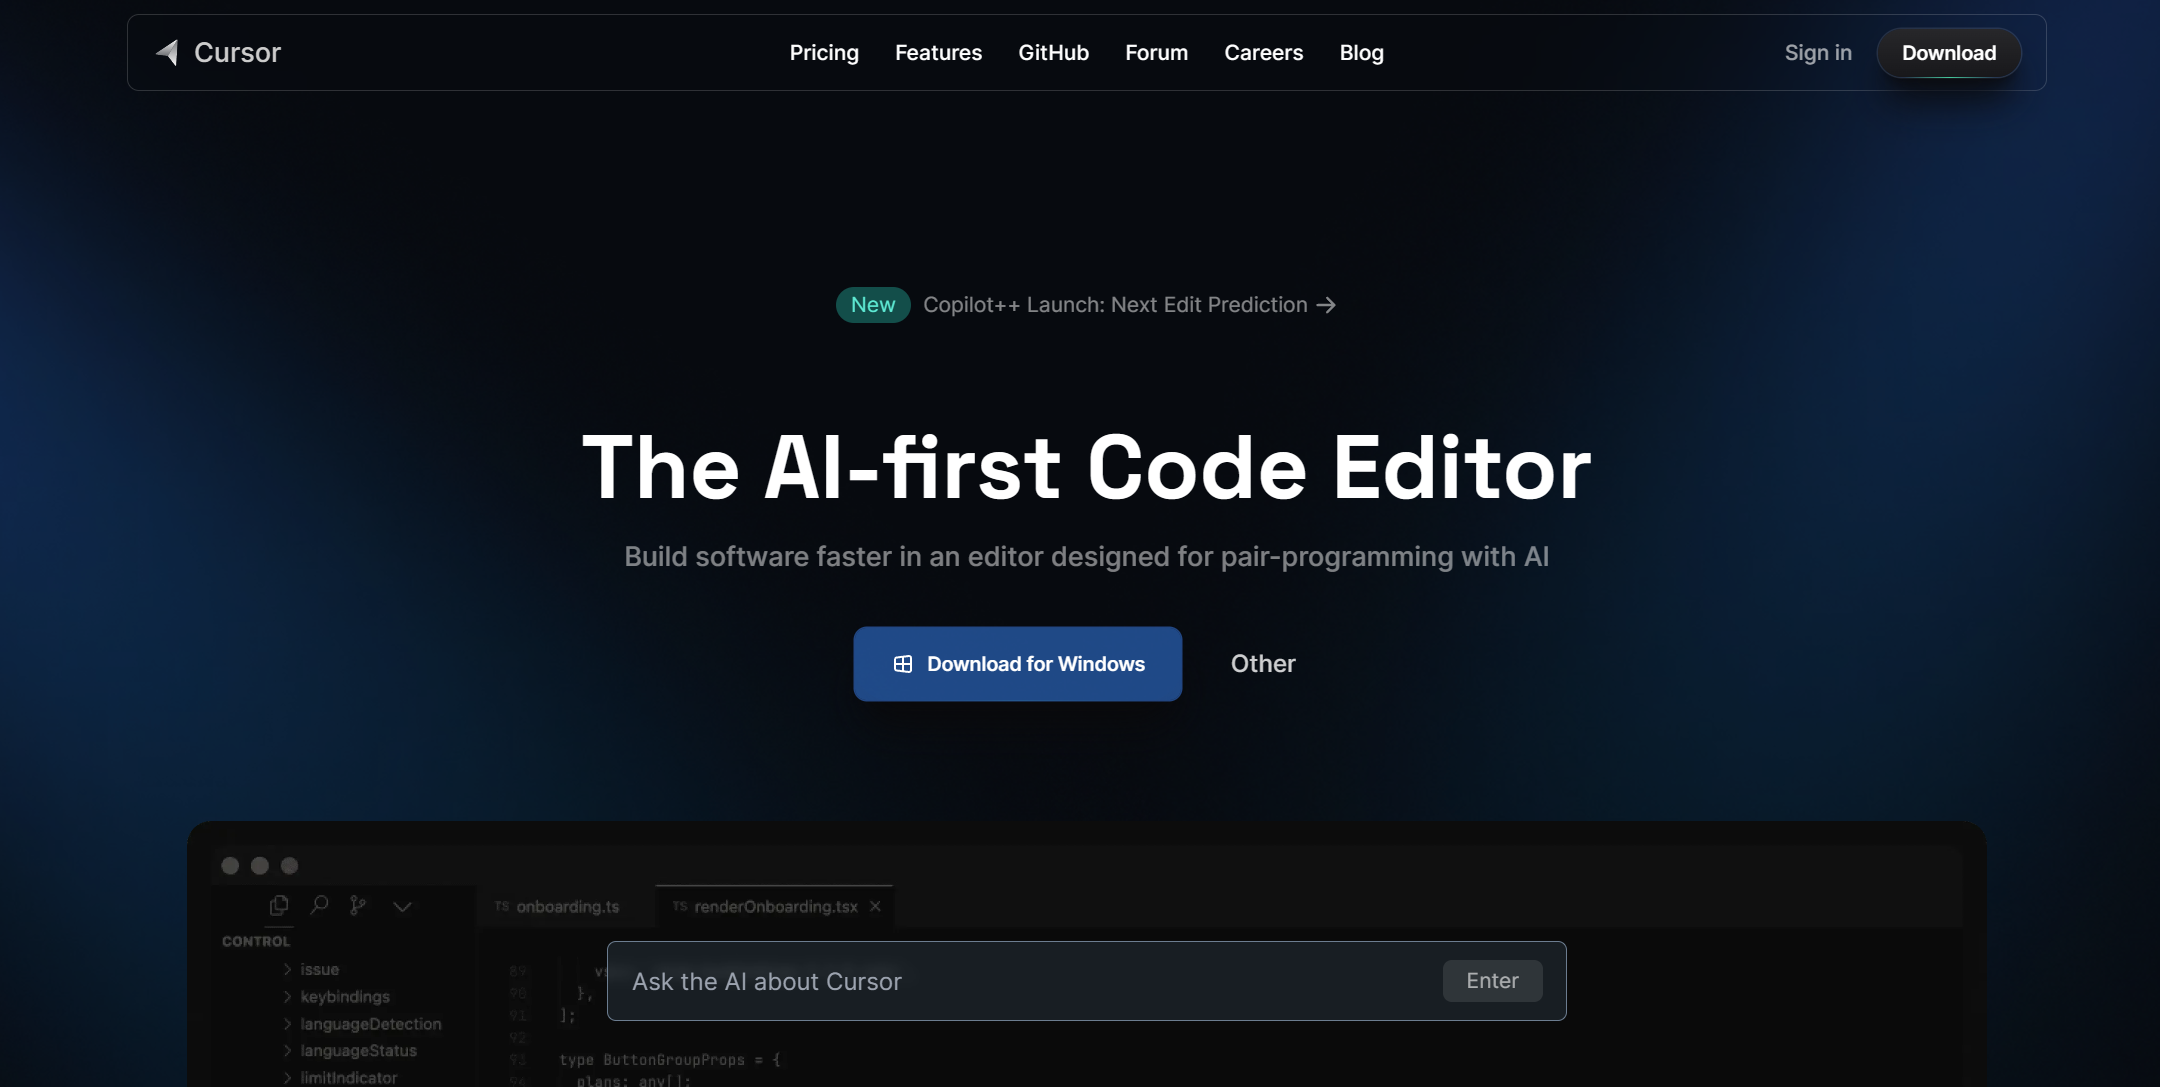 Cursor
Pricing Features GitHub Forum Careers Blog
Sign in Download
New Copilot++ Launch: Next Edit Prediction →
The AI-first Code Editor
Build software faster in an editor designed for pair-programming with AI
Download for Windows Other
TS onboarding.ts TS renderOnboarding.tsx
CONTROL
issue
keybindings
languageDetection
languageStatus
limitIndicator
89
90 },
91 ];
92
93 type ButtonGroupProps = {
94 plans: any[];
Ask the AI about Cursor Enter